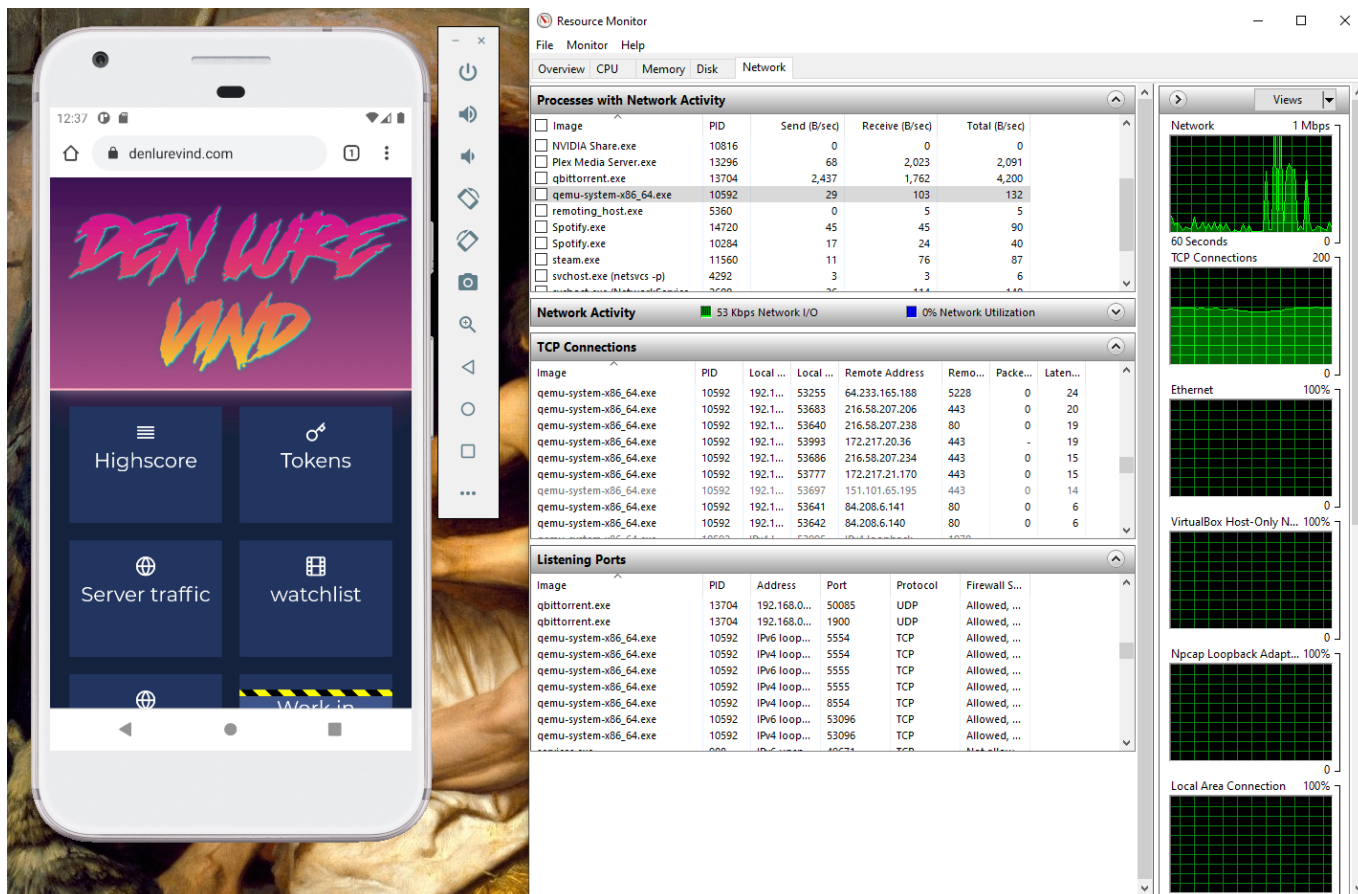 12:37
denlurevind.com
1
DEN LURE
VIND
Highscore
Tokens
Server traffic
watchlist
Work in
Resource Monitor
File Monitor Help
Overview CPU Memory Disk Network
Processes with Network Activity
Image PID Send (B/sec) Receive (B/sec) Total (B/sec)
NVIDIA Share.exe 10816 0 0 0
Plex Media Server.exe 13296 68 2,023 2,091
qbittorrent.exe 13704 2,437 1,762 4,200
qemu-system-x86_64.exe 10592 29 103 132
remoting_host.exe 5360 0 5 5
Spotify.exe 14720 45 45 90
Spotify.exe 10284 17 24 40
steam.exe 11560 11 76 87
svchost.exe (netsvcs -p) 4292 3 3 6
Network Activity 53 Kbps Network I/O 0% Network Utilization
TCP Connections
Image PID Local ... Local ... Remote Address Remo... Packe... Laten...
qemu-system-x86_64.exe 10592 192.1... 53255 64.233.165.188 5228 0 24
qemu-system-x86_64.exe 10592 192.1... 53683 216.58.207.206 443 0 20
qemu-system-x86_64.exe 10592 192.1... 53640 216.58.207.238 80 0 19
qemu-system-x86_64.exe 10592 192.1... 53993 172.217.20.36 443 - 19
qemu-system-x86_64.exe 10592 192.1... 53686 216.58.207.234 443 0 15
qemu-system-x86_64.exe 10592 192.1... 53777 172.217.21.170 443 0 15
qemu-system-x86_64.exe 10592 192.1... 53697 151.101.65.195 443 0 14
qemu-system-x86_64.exe 10592 192.1... 53641 84.208.6.141 80 0 6
qemu-system-x86_64.exe 10592 192.1... 53642 84.208.6.140 80 0 6
Listening Ports
Image PID Address Port Protocol Firewall S...
qbittorrent.exe 13704 192.168.0... 50085 UDP Allowed, ...
qbittorrent.exe 13704 192.168.0... 1900 UDP Allowed, ...
qemu-system-x86_64.exe 10592 IPv6 loop... 5554 TCP Allowed, ...
qemu-system-x86_64.exe 10592 IPv4 loop... 5554 TCP Allowed, ...
qemu-system-x86_64.exe 10592 IPv6 loop... 5555 TCP Allowed, ...
qemu-system-x86_64.exe 10592 IPv4 loop... 5555 TCP Allowed, ...
qemu-system-x86_64.exe 10592 IPv4 loop... 8554 TCP Allowed, ...
qemu-system-x86_64.exe 10592 IPv6 loop... 53096 TCP Allowed, ...
qemu-system-x86_64.exe 10592 IPv4 loop... 53096 TCP Allowed, ...
Views
Network 1 Mbps
60 Seconds 0
TCP Connections 200
0
Ethernet 100%
0
VirtualBox Host-Only N... 100%
0
Npcap Loopback Adapt... 100%
0
Local Area Connection 100%